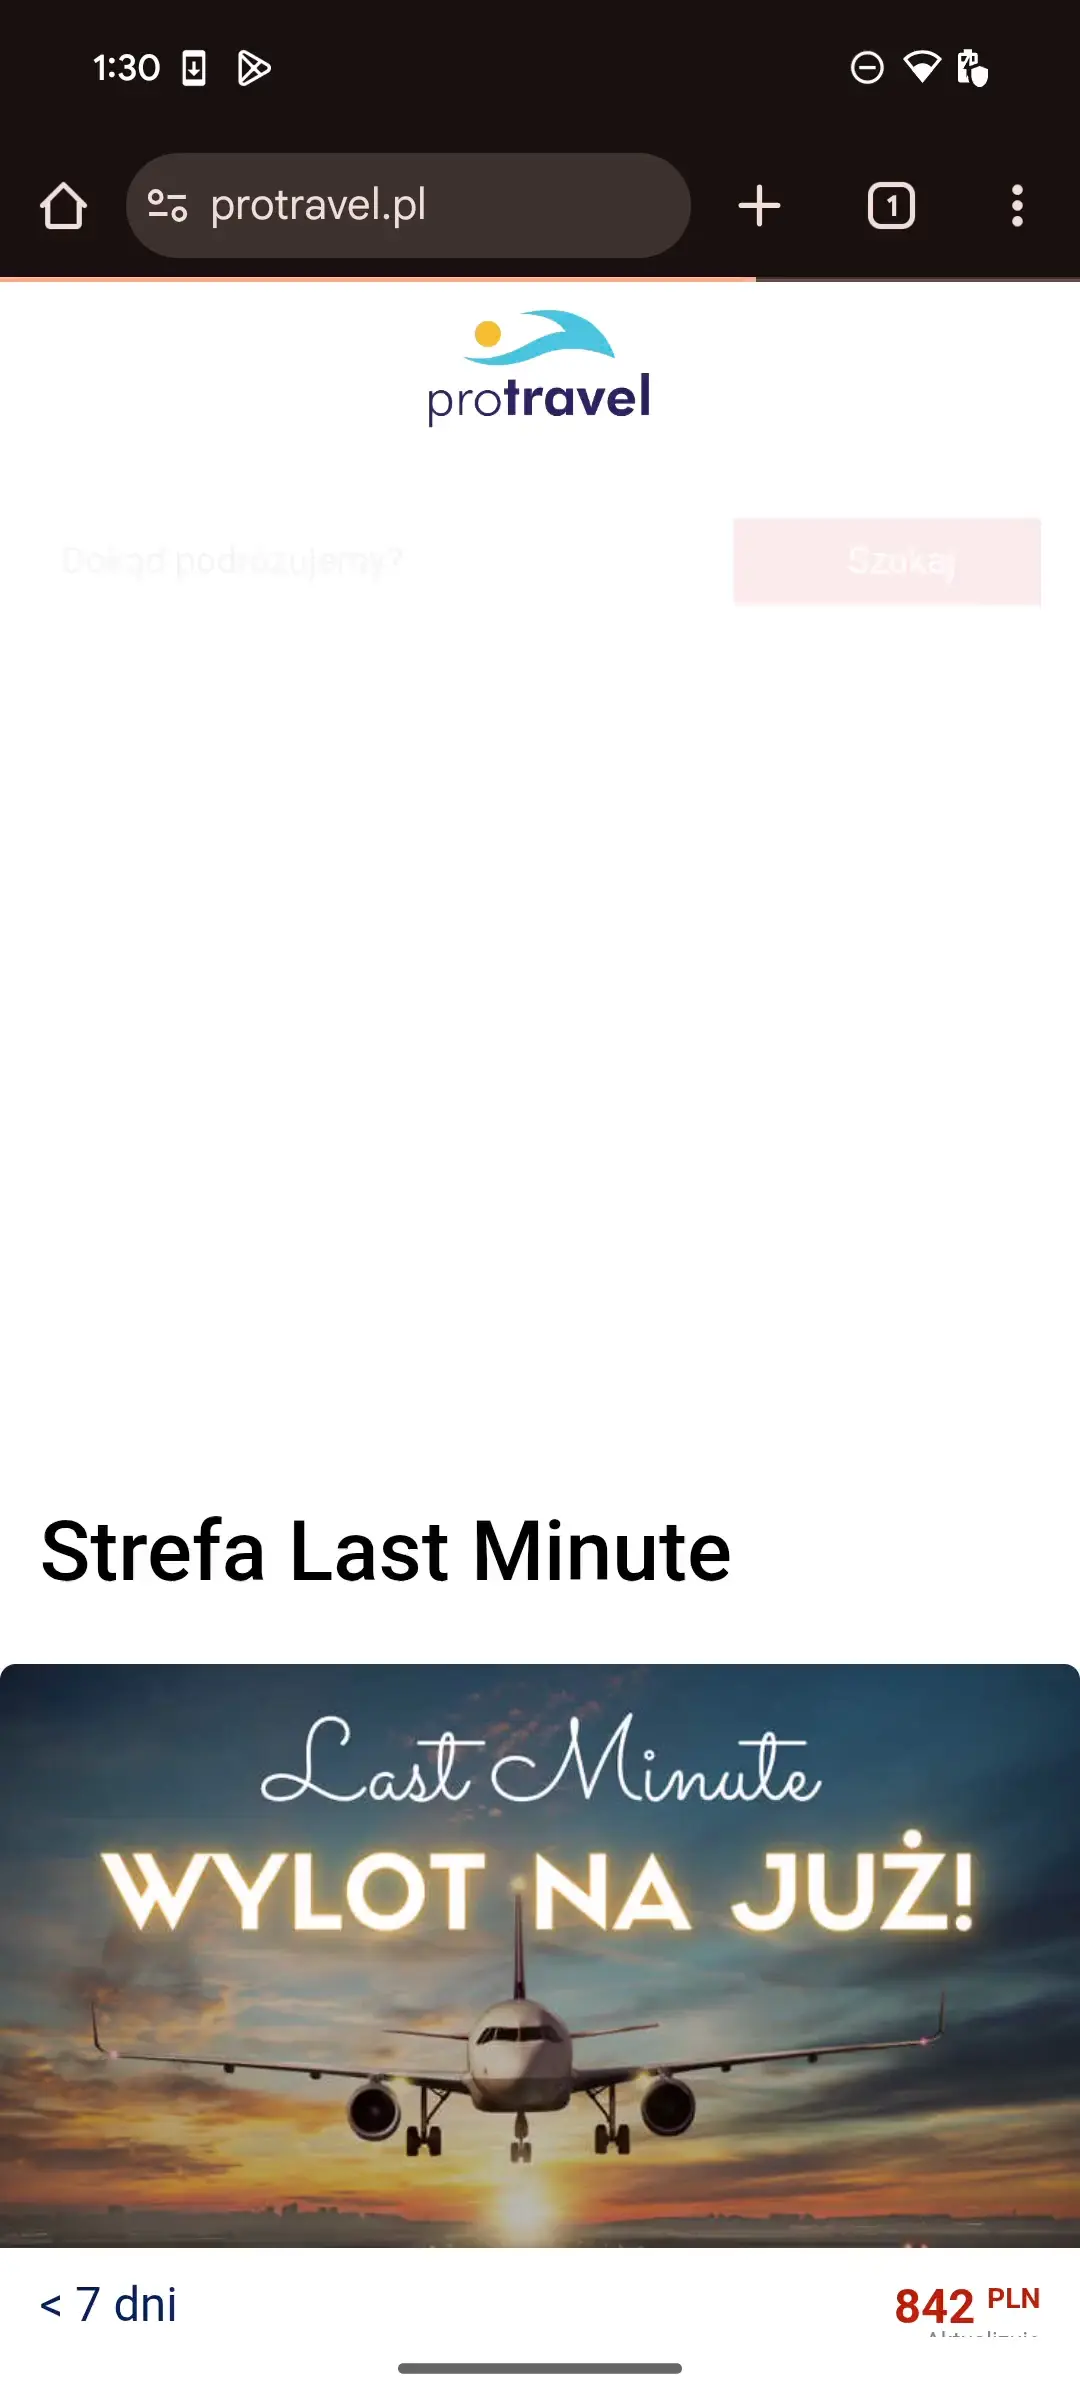 1:30
protravel.pl
1
protravel
Dokąd podróżujemy?
Szukaj
Strefa Last Minute
Last Minute
WYLOT NA JUŻ!
< 7 dni
842 PLN